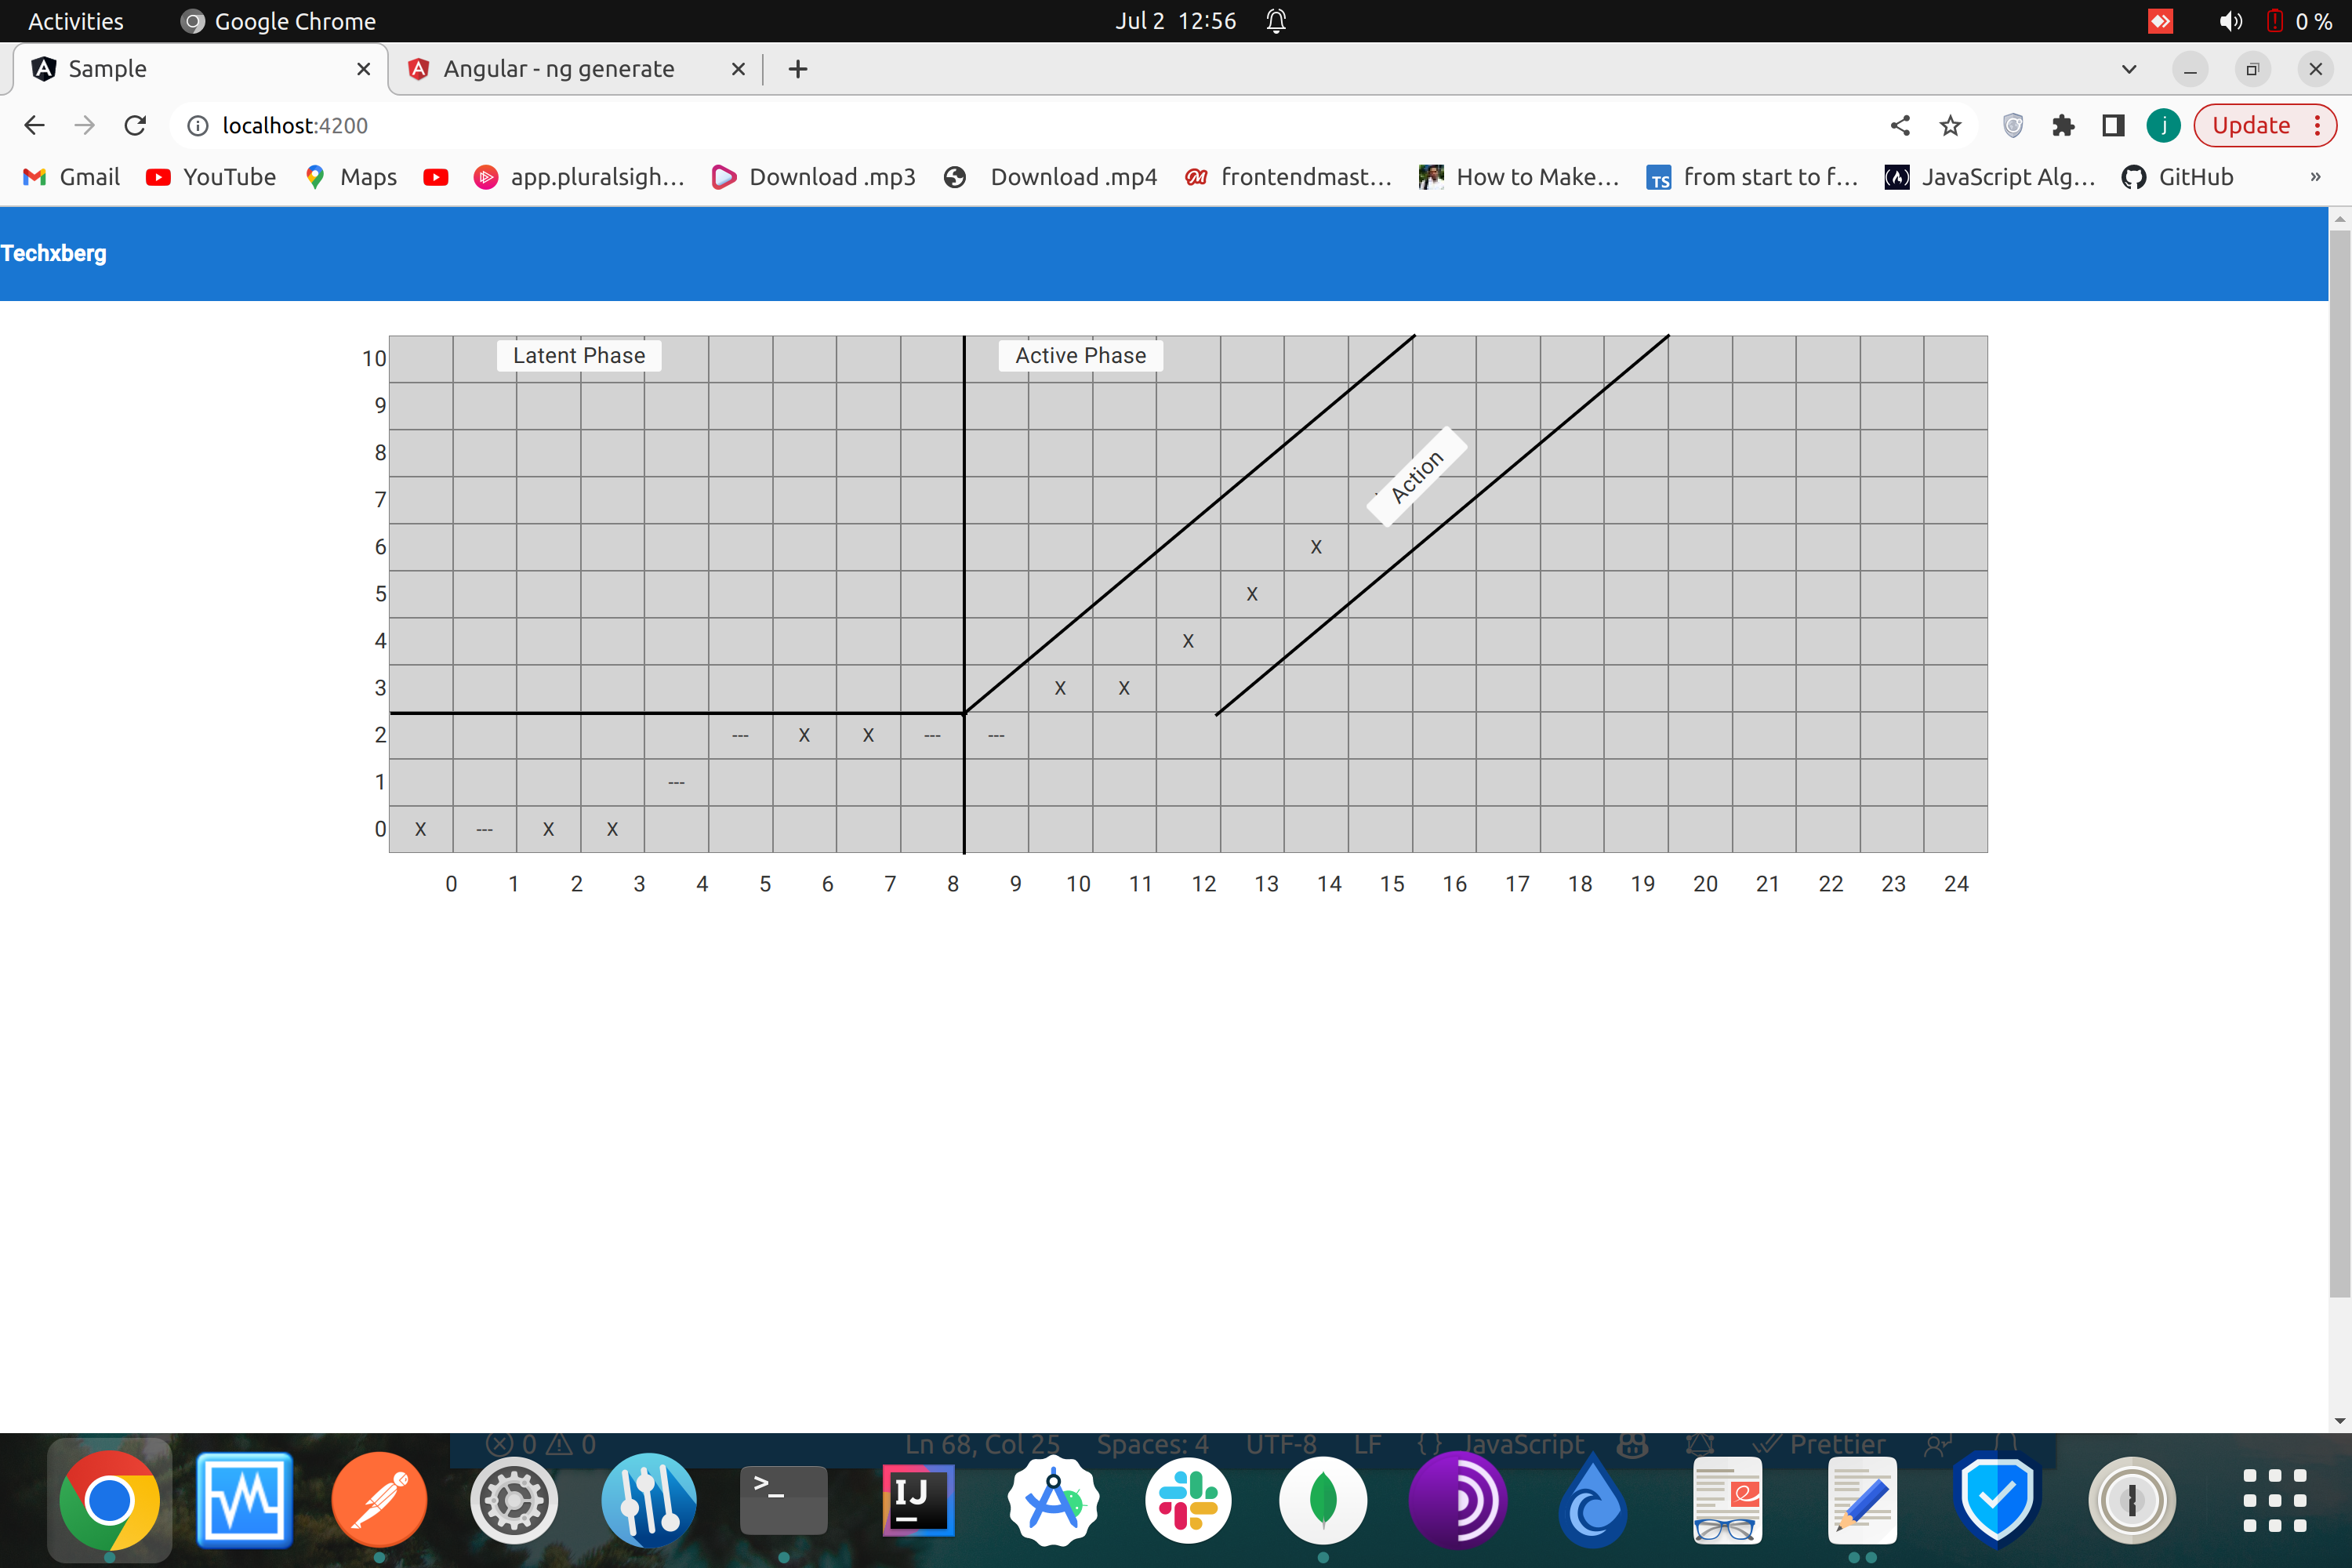 Activities Google Chrome Jul 2 12:56 0 %
Sample Angular - ng generate
localhost:4200 j Update
Gmail YouTube Maps app.pluralsigh... Download .mp3 Download .mp4 frontendmast... How to Make... TS from start to f... JavaScript Alg... GitHub »
Techxberg
Latent Phase Active Phase
10
9
8
Action
7
6 X
5 X
4 X
3 X X
2 --- X X --- ---
1 ---
0 X --- X X
0 1 2 3 4 5 6 7 8 9 10 11 12 13 14 15 16 17 18 19 20 21 22 23 24
0 0 Ln 68, Col 25 Spaces: 4 UTF-8 LF {} JavaScript Prettier
>_ IJ